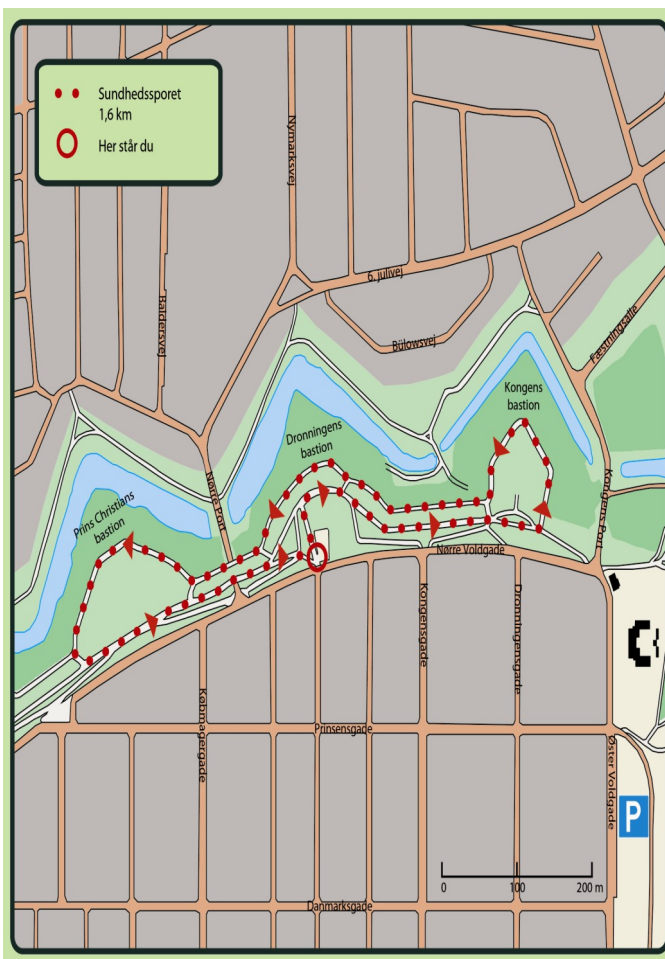 Sundhedssporet
1,6 km
Her står du
Nymarksvej
Baldersvej
6. julivej
Bülowsvej
Fæstningsalle
Kongens
bastion
Dronningens
bastion
Prins Christians
bastion
Nørre Port
Kongens Port
Nørre Voldgade
Kongensgade
Dronningensgade
Købmagergade
Prinsensgade
Øster Voldgade
P
0 100 200 m
Danmarksgade